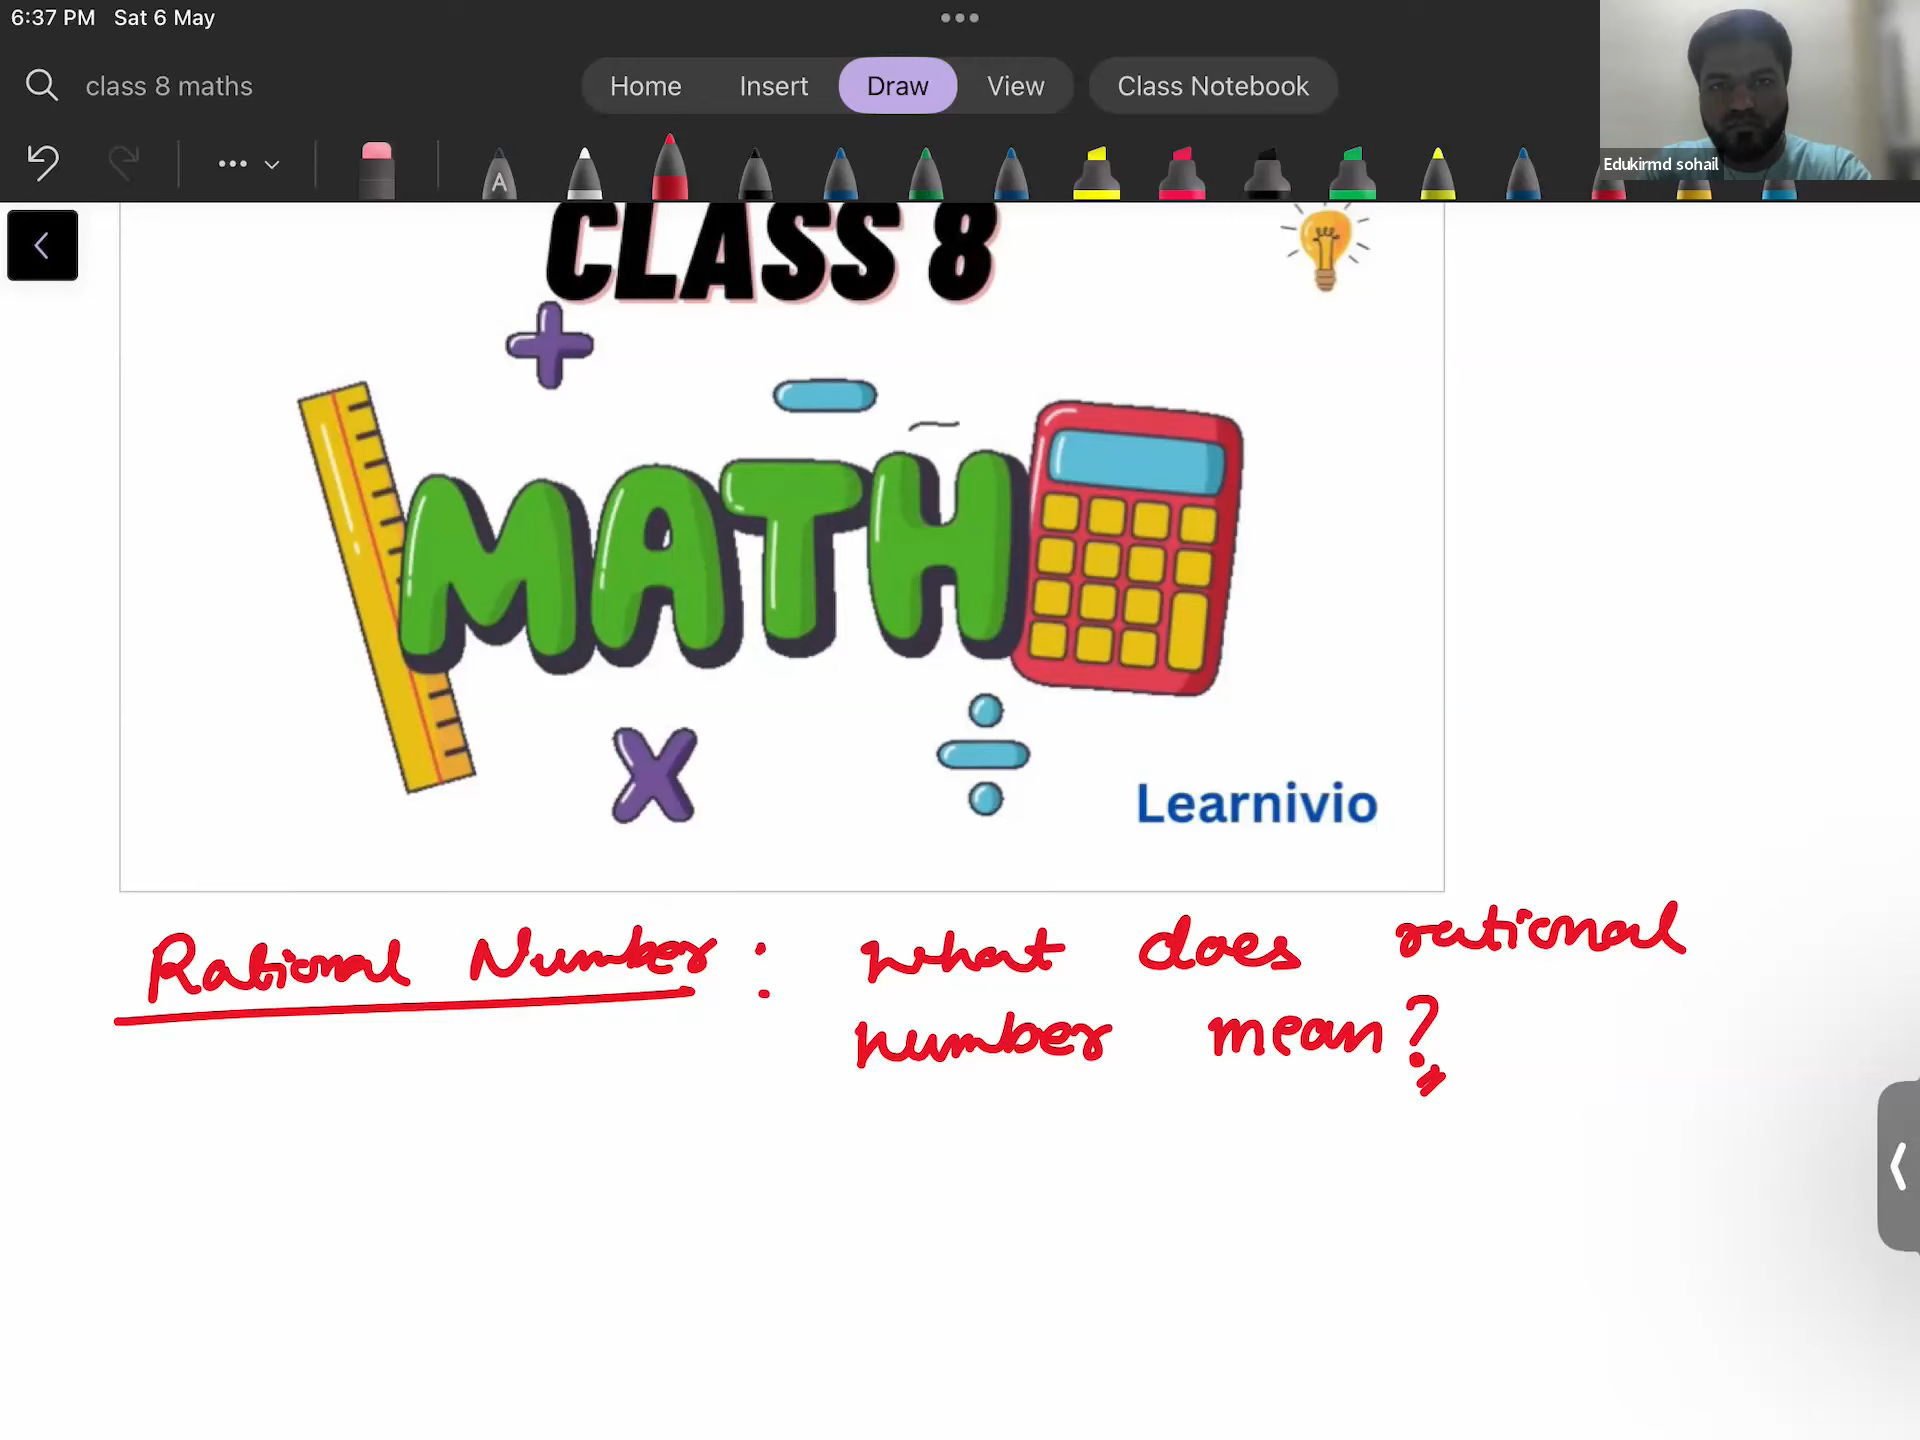 6:37 PM Sat 6 May
class 8 maths
Home Insert Draw View Class Notebook
A
Edukirmd sohail
CLASS 8
MATH
Learnivio
Rational Number : what does rational
number mean?